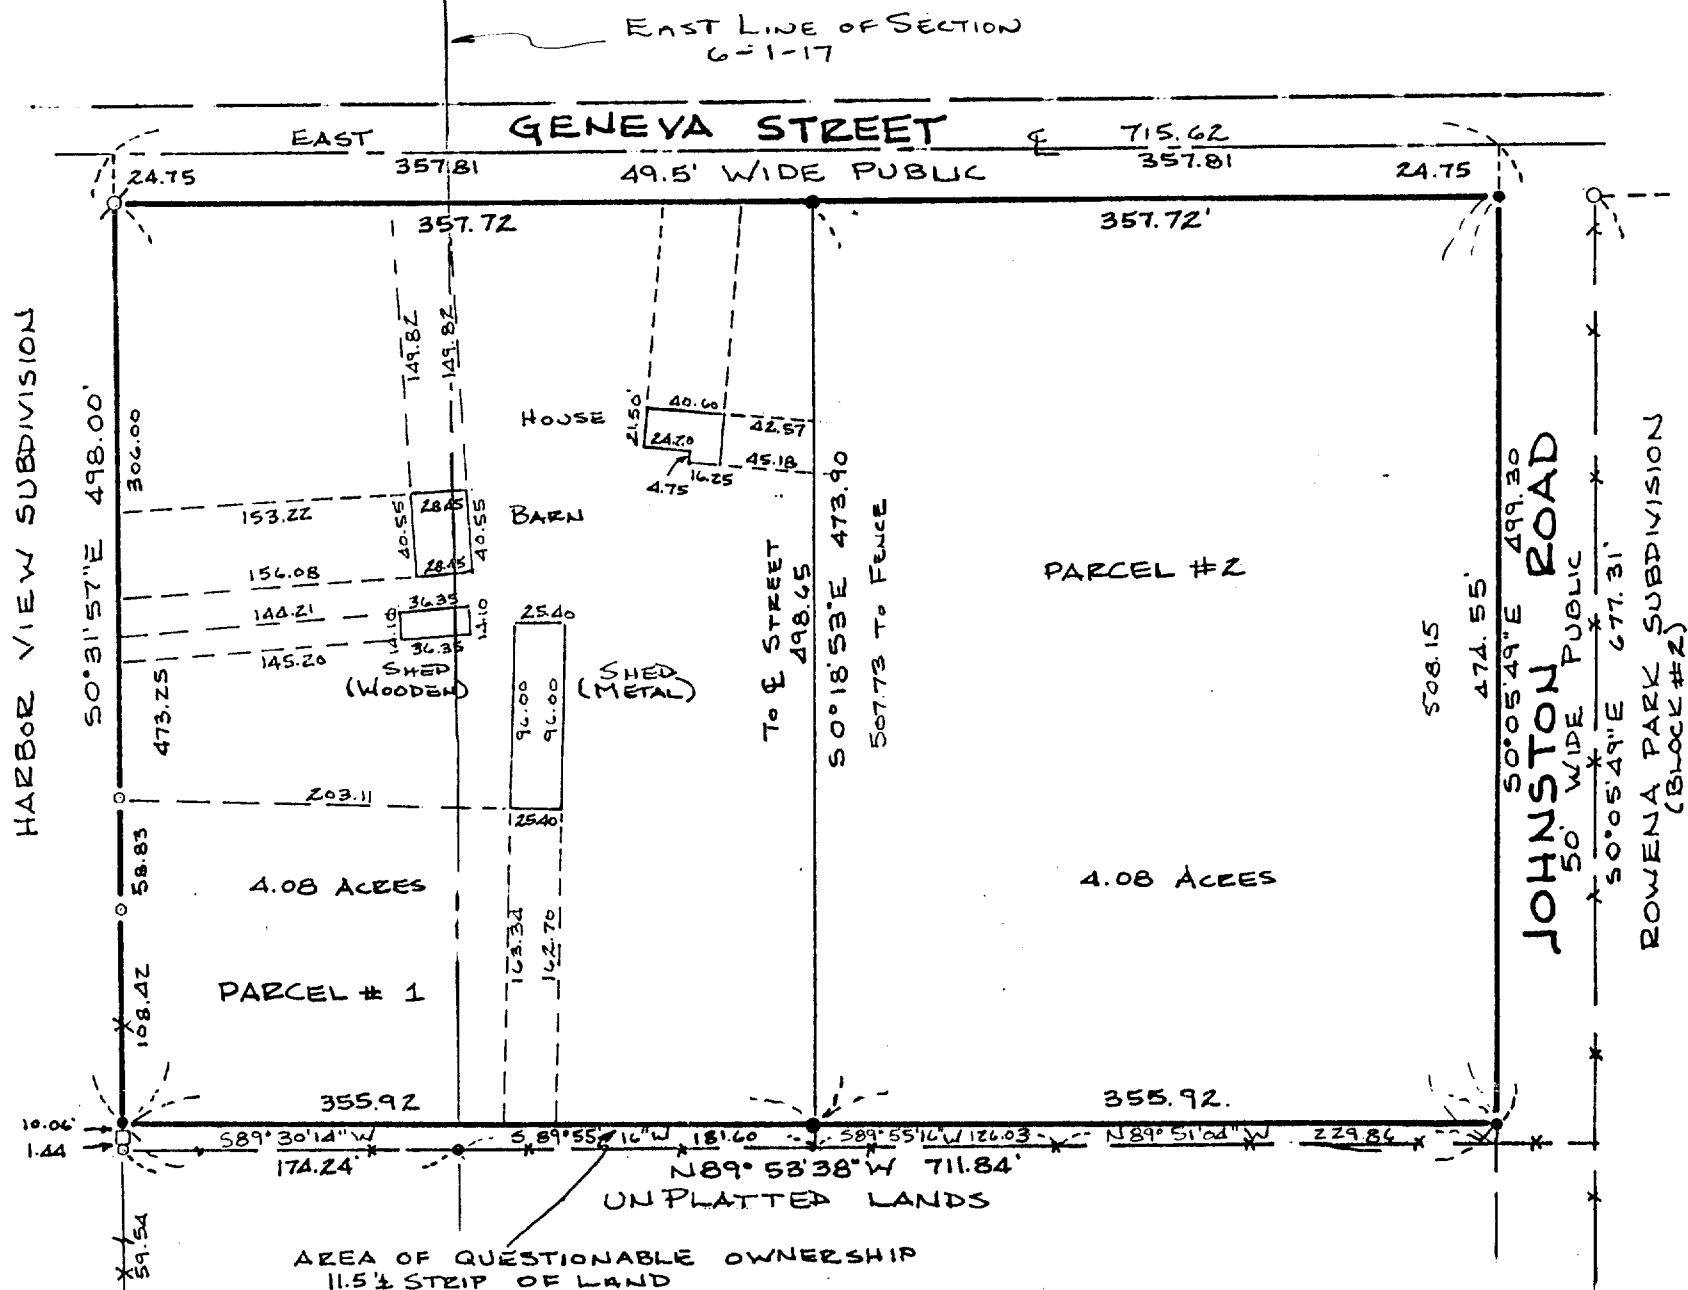 EAST LINE OF SECTION
6-1-17
EAST
GENEVA STREET
℄
715.62
24.75
357.81
49.5' WIDE PUBLIC
357.81
24.75
357.72
357.72'
HARBOR VIEW SUBDIVISION
S0°31'57"E 498.00'
306.00
473.25
58.83
108.42
149.82
149.82
HOUSE
21.50'
40.60
24.20
4.75
16.25
42.57
45.18
153.22
156.08
144.21
145.20
28.45
40.55
40.55
28.45
BARN
36.35
14.10
14.10
36.35
SHED
(WOODEN)
25.40
96.00
96.00
25.40
SHED
(METAL)
203.11
163.34
162.70
4.08 ACRES
PARCEL # 1
TO ℄ STREET
498.65
S0°18'53"E 473.90
507.73 TO FENCE
PARCEL #2
4.08 ACRES
508.15
474.55'
S0°05'49"E 499.30
JOHNSTON ROAD
50' WIDE PUBLIC
S0°05'49"E 677.31'
ROWENA PARK SUBDIVISION
(BLOCK #2)
355.92
355.92.
10.06'
1.44
S89°30'14"W
174.24'
S89°55'16"W 181.60
S89°55'16"W 126.03
N89°51'04"W 229.86
N89°53'38"W 711.84'
UNPLATTED LANDS
59.54
AREA OF QUESTIONABLE OWNERSHIP
11.5'± STRIP OF LAND